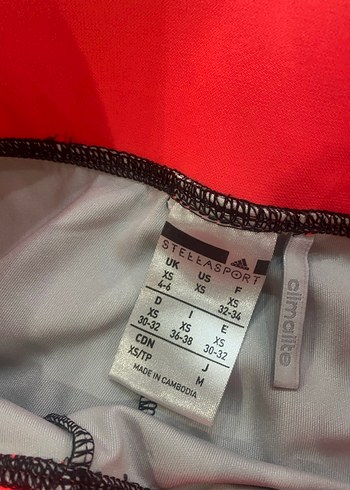 STELLASPORT
UK US F
XS XS XS
4-6 32-34
D I E
XS XS XS
30-32 36-38 30-32
CDN J
XS/TP M
MADE IN CAMBODIA
climalite